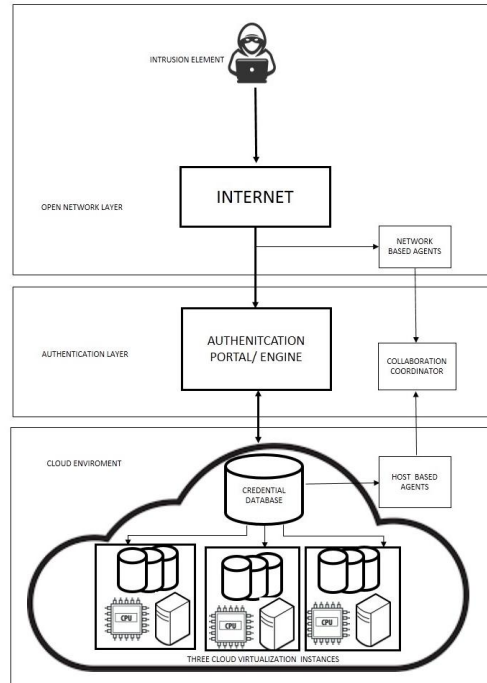 INTRUSION ELEMENT
INTERNET
OPEN NETWORK LAYER
NETWORK
BASED AGENTS
AUTHENITCATION
PORTAL/ ENGINE
AUTHENTICATION LAYER
COLLABORATION
COORDINATOR
CLOUD ENVIROMENT
CREDENTIAL
DATABASE
HOST BASED
AGENTS
CPU
CPU
CPU
THREE CLOUD VIRTUALIZATION INSTANCES